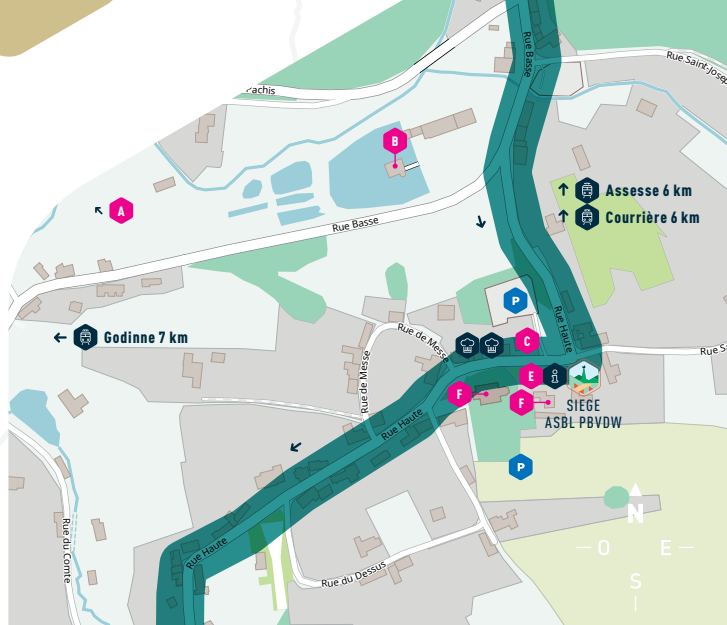 Rue Basse
Rue Saint-Josep
Pachis
B
Assesse 6 km
A
Courrière 6 km
Rue Basse
P
Rue Haute
Godinne 7 km
Rue de Messe
C
Rue S
Rue de Messe
E
i
F
F
SIEGE
ASBL PBVDW
Rue Haute
P
N
O
E
S
Rue Haute
Rue du Comte
Rue du Dessus